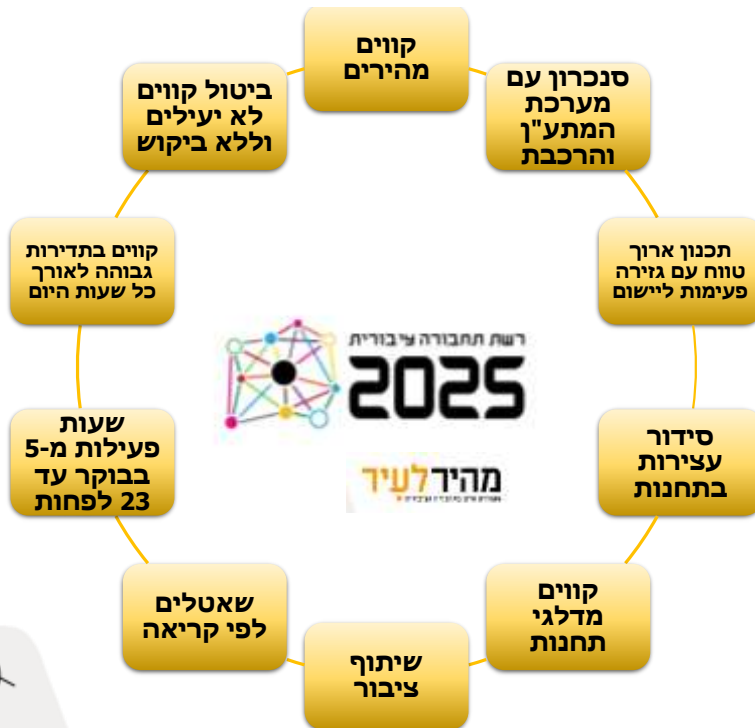 קווים
מהירים
סנכרון עם
מערכת
המתע"ן
והרכבת
תכנון ארוך
טווח עם גזירה
פעימות ליישום
סידור
עצירות
בתחנות
קווים
מדלגי
תחנות
שיתוף
ציבור
שאטלים
לפי קריאה
שעות
פעילות מ-5
בבוקר עד
23 לפחות
קווים בתדירות
גבוהה לאורך
כל שעות היום
ביטול קווים
לא יעילים
וללא ביקוש
רשת תחבורה ציבורית
2025
מהירלעיר